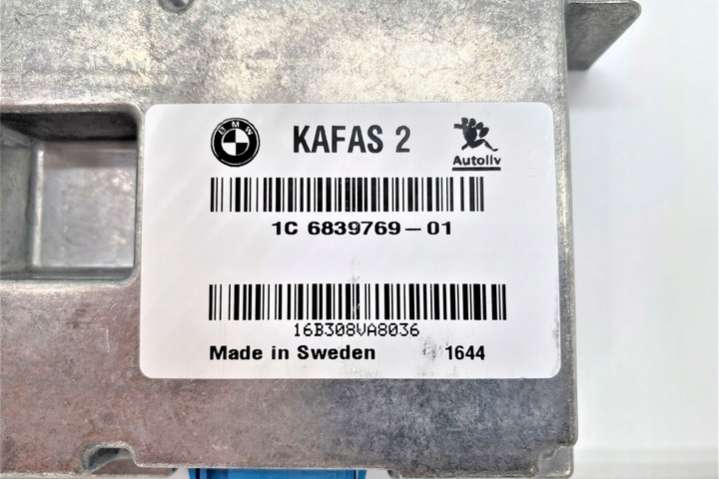 BMW
KAFAS 2
Autoliv
1C 6839769-01
16B308VA8036
Made in Sweden 1644